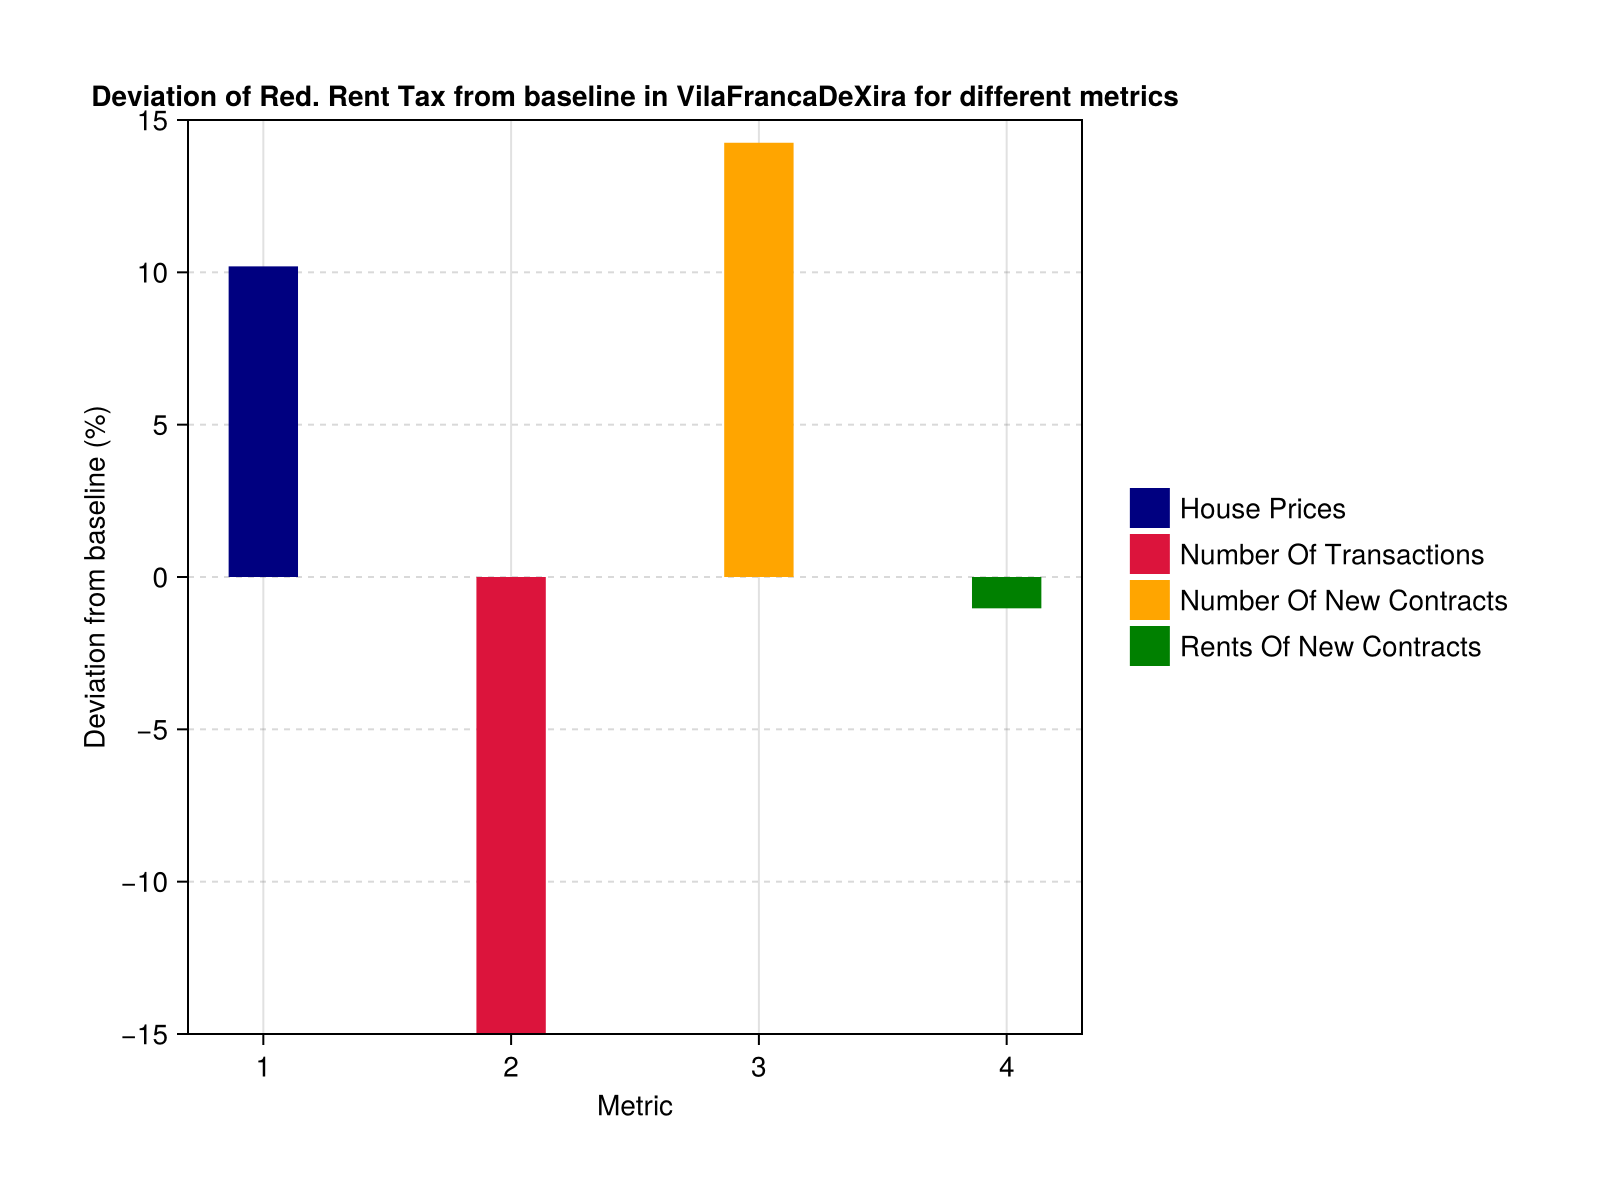 Deviation of Red. Rent Tax from baseline in VilaFrancaDeXira for different metrics
15
10
5
0
−5
−10
−15
Deviation from baseline (%)
1
2
3
4
Metric
House Prices
Number Of Transactions
Number Of New Contracts
Rents Of New Contracts